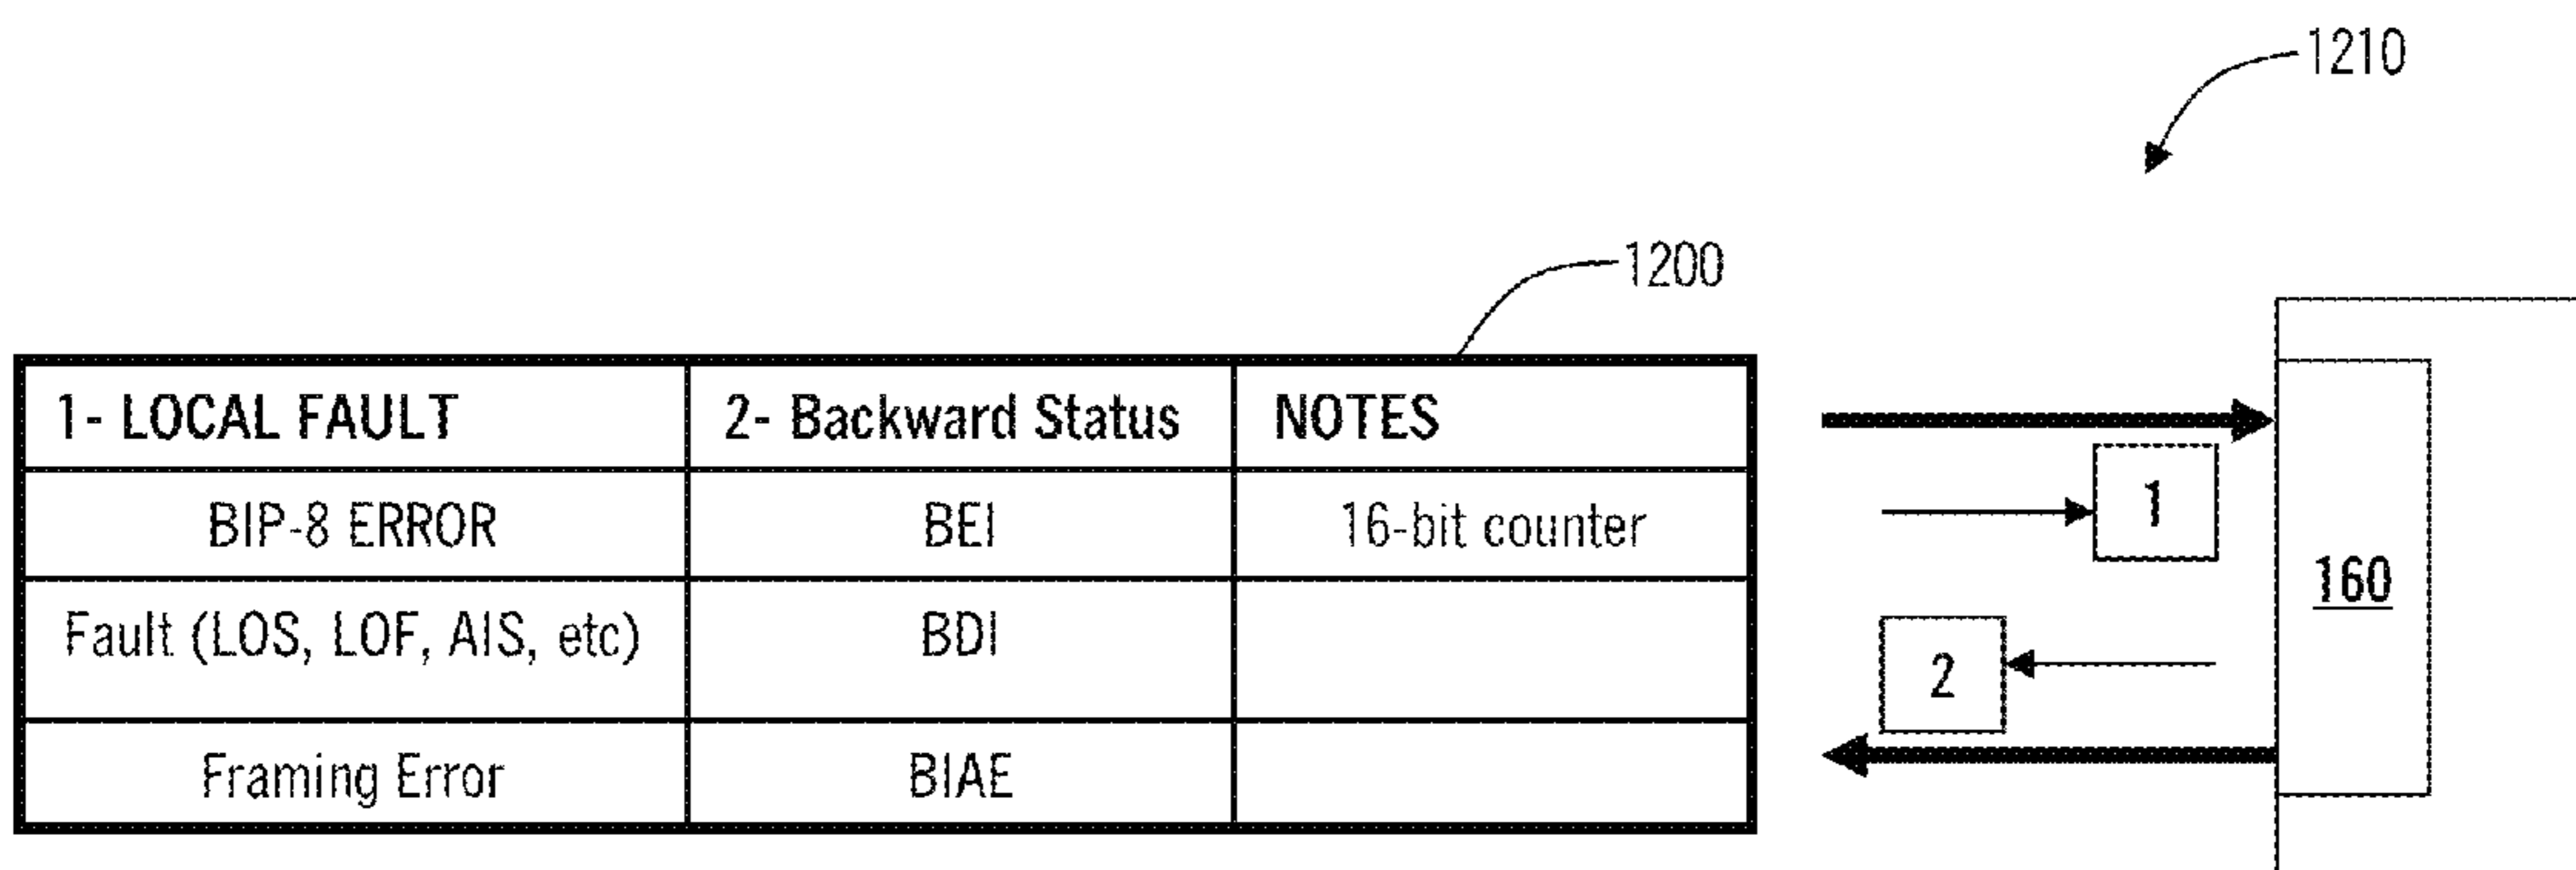 1210
1200
1- LOCAL FAULT 2- Backward Status NOTES
BIP-8 ERROR BEI 16-bit counter
1
160
Fault (LOS, LOF, AIS, etc) BDI
2
Framing Error BIAE